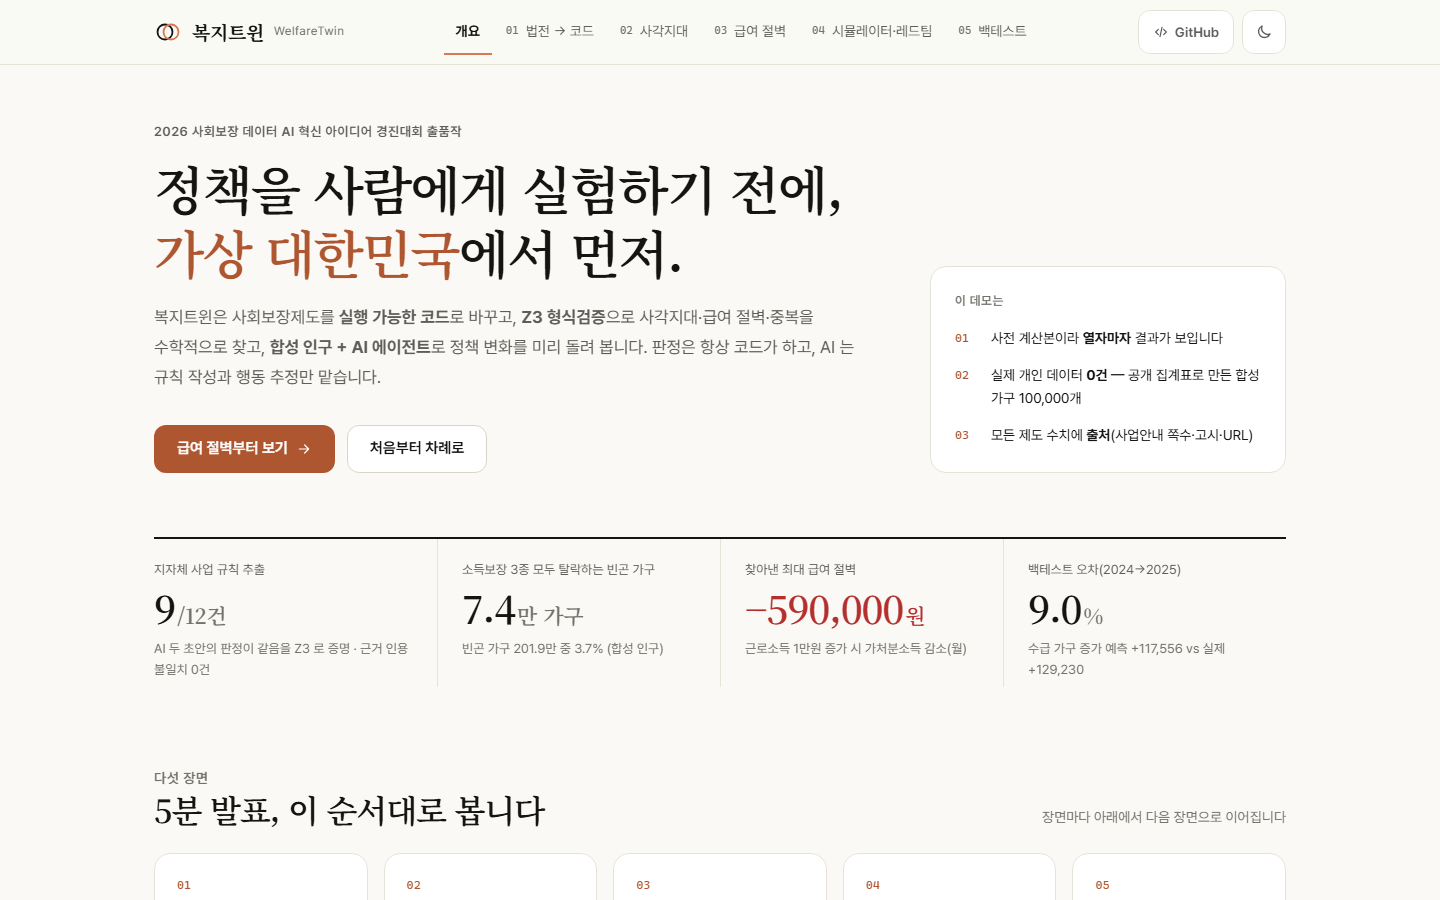 복지트윈 WelfareTwin
개요
01 법전 → 코드
02 사각지대
03 급여 절벽
04 시뮬레이터·레드팀
05 백테스트
GitHub
2026 사회보장 데이터 AI 혁신 아이디어 경진대회 출품작
정책을 사람에게 실험하기 전에,
가상 대한민국에서 먼저.
복지트윈은 사회보장제도를 실행 가능한 코드로 바꾸고, Z3 형식검증으로 사각지대·급여 절벽·중복을
수학적으로 찾고, 합성 인구 + AI 에이전트로 정책 변화를 미리 돌려 봅니다. 판정은 항상 코드가 하고, AI 는
규칙 작성과 행동 추정만 맡습니다.
급여 절벽부터 보기 →
처음부터 차례로
이 데모는
01 사전 계산본이라 열자마자 결과가 보입니다
02 실제 개인 데이터 0건 — 공개 집계표로 만든 합성
가구 100,000개
03 모든 제도 수치에 출처(사업안내 쪽수·고시·URL)
지자체 사업 규칙 추출
9/12건
AI 두 초안의 판정이 같음을 Z3 로 증명 · 근거 인용
불일치 0건
소득보장 3종 모두 탈락하는 빈곤 가구
7.4만 가구
빈곤 가구 201.9만 중 3.7% (합성 인구)
찾아낸 최대 급여 절벽
−590,000원
근로소득 1만원 증가 시 가처분소득 감소(월)
백테스트 오차(2024→2025)
9.0%
수급 가구 증가 예측 +117,556 vs 실제
+129,230
다섯 장면
5분 발표, 이 순서대로 봅니다
장면마다 아래에서 다음 장면으로 이어집니다
01
02
03
04
05